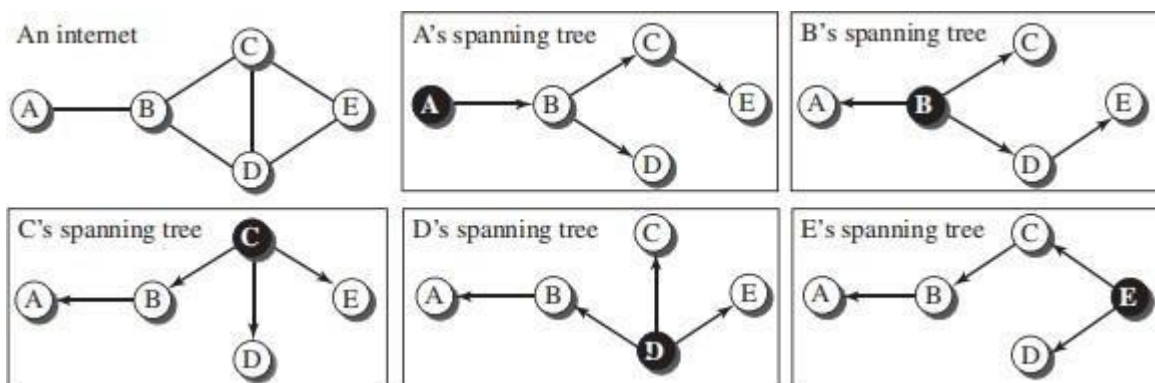 An internet
A
B
C
D
E
A's spanning tree
A
B
C
D
E
B's spanning tree
A
B
C
D
E
C's spanning tree
A
B
C
D
E
D's spanning tree
A
B
C
D
E
E's spanning tree
A
B
C
D
E